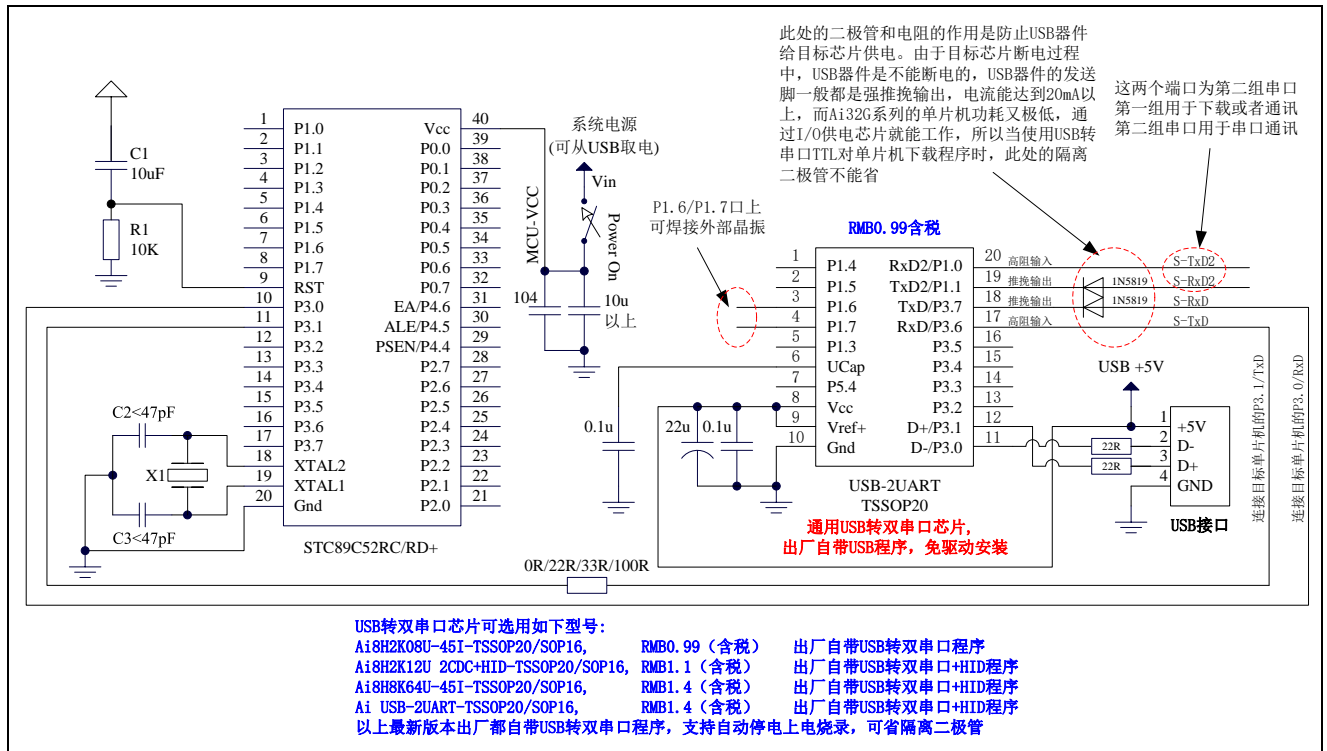 此处的二极管和电阻的作用是防止USB器件
给目标芯片供电。由于目标芯片断电过程
中，USB器件是不能断电的，USB器件的发送
脚一般都是强推挽输出，电流能达到20mA以
上，而Ai32G系列的单片机功耗又极低，通
过I/O供电芯片就能工作，所以当使用USB转
串口TTL对单片机下载程序时，此处的隔离
二极管不能省
这两个端口为第二组串口
第一组用于下载或者通讯
第二组串口用于串口通讯
C1
10uF
R1
10K
1 P1.0
2 P1.1
3 P1.2
4 P1.3
5 P1.4
6 P1.5
7 P1.6
8 P1.7
9 RST
10 P3.0
11 P3.1
12 P3.2
13 P3.3
14 P3.4
15 P3.5
16 P3.6
17 P3.7
18 XTAL2
19 XTAL1
20 Gnd
Vcc 40
P0.0 39
P0.1 38
P0.2 37
P0.3 36
P0.4 35
P0.5 34
P0.6 33
P0.7 32
EA/P4.6 31
ALE/P4.5 30
PSEN/P4.4 29
P2.7 28
P2.6 27
P2.5 26
P2.4 25
P2.3 24
P2.2 23
P2.1 22
P2.0 21
STC89C52RC/RD+
C2<47pF
X1
C3<47pF
系统电源
(可从USB取电)
Vin
Power On
MCU-VCC
104
10u
以上
P1.6/P1.7口上
可焊接外部晶振
RMB0.99含税
1 P1.4
2 P1.5
3 P1.6
4 P1.7
5 P1.3
6 UCap
7 P5.4
8 Vcc
9 Vref+
10 Gnd
RxD2/P1.0 20
TxD2/P1.1 19
TxD/P3.7 18
RxD/P3.6 17
P3.5 16
P3.4 15
P3.3 14
P3.2 13
D+/P3.1 12
D-/P3.0 11
高阻输入
推挽输出
推挽输出
高阻输入
1N5819
1N5819
S-TxD2
S-RxD2
S-RxD
S-TxD
0.1u
22u
0.1u
USB-2UART
TSSOP20
通用USB转双串口芯片，
出厂自带USB程序，免驱动安装
USB +5V
22R
22R
1 +5V
2 D-
3 D+
4 GND
USB接口
连接目标单片机的P3.1/TxD
连接目标单片机的P3.0/RxD
0R/22R/33R/100R
USB转双串口芯片可选用如下型号:
Ai8H2K08U-45I-TSSOP20/SOP16, RMB0.99（含税） 出厂自带USB转双串口程序
Ai8H2K12U 2CDC+HID-TSSOP20/SOP16, RMB1.1（含税） 出厂自带USB转双串口+HID程序
Ai8H8K64U-45I-TSSOP20/SOP16, RMB1.4（含税） 出厂自带USB转双串口+HID程序
Ai USB-2UART-TSSOP20/SOP16, RMB1.4（含税） 出厂自带USB转双串口+HID程序
以上最新版本出厂都自带USB转双串口程序，支持自动停电上电烧录，可省隔离二极管